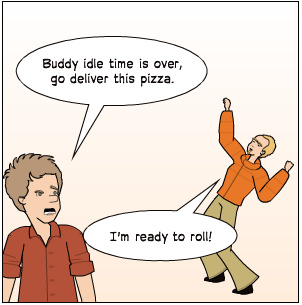 Buddy idle time is over,
go deliver this pizza.
I'm ready to roll!